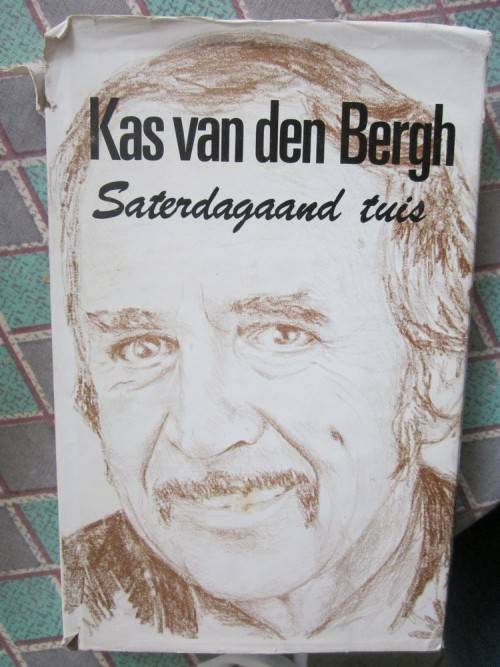 Kas van den Bergh
Saterdagaand tuis